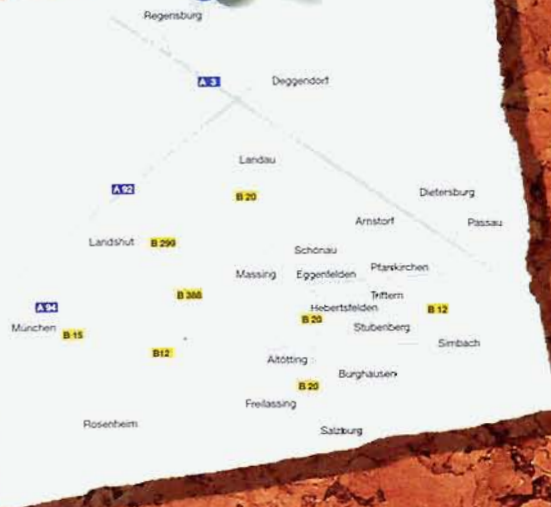 Regensburg
A 3
Deggendorf
Landau
A 92
B 20
Dietersburg
Arnstorf
Passau
Landshut
B 299
Schönau
Massing
Eggenfelden
Pfarrkirchen
B 388
Triftern
A 94
Hebertsfelden
B 12
B 20
München
B 15
Stubenberg
Simbach
B12
Altötting
Burghausen
B 20
Freilassing
Rosenheim
Salzburg